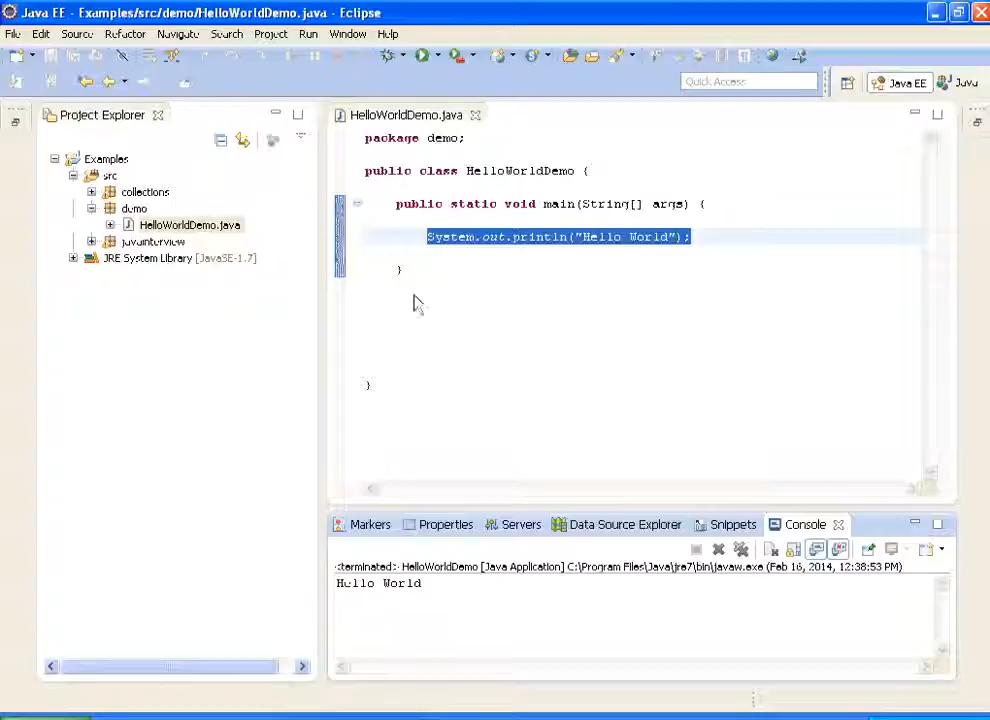 Java EE - Examples/src/demo/HelloWorldDemo.java - Eclipse
File Edit Source Refactor Navigate Search Project Run Window Help
Quick Access
Java EE
Java
Project Explorer
Examples
src
collections
demo
HelloWorldDemo.java
javainterview
JRE System Library [JavaSE-1.7]
HelloWorldDemo.java
package demo;
public class HelloWorldDemo {
public static void main(String[] args) {
System.out.println("Hello World");
}
}
Markers Properties Servers Data Source Explorer Snippets Console
<terminated> HelloWorldDemo [Java Application] C:\Program Files\Java\jre7\bin\javaw.exe (Feb 16, 2014, 12:38:53 PM)
Hello World